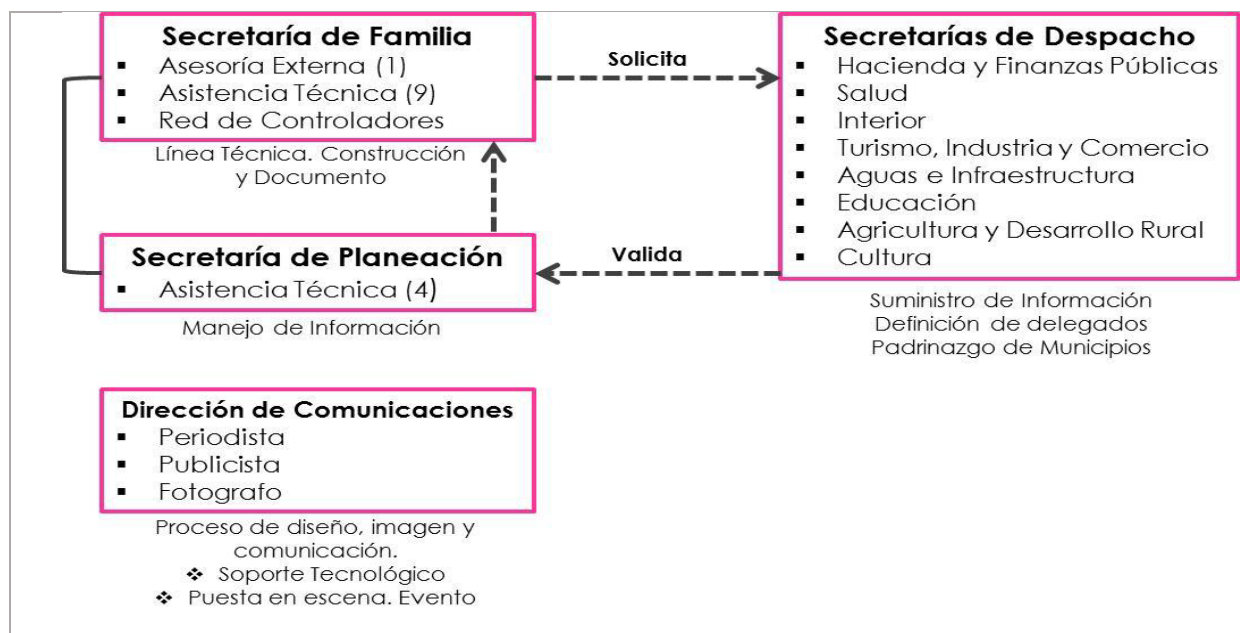 Secretaría de Familia
▪ Asesoría Externa (1)
▪ Asistencia Técnica (9)
▪ Red de Controladores
Línea Técnica. Construcción
y Documento
Solicita
Secretarías de Despacho
▪ Hacienda y Finanzas Públicas
▪ Salud
▪ Interior
▪ Turismo, Industria y Comercio
▪ Aguas e Infraestructura
▪ Educación
▪ Agricultura y Desarrollo Rural
▪ Cultura
Suministro de Información
Definición de delegados
Padrinazgo de Municipios
Valida
Secretaría de Planeación
▪ Asistencia Técnica (4)
Manejo de Información
Dirección de Comunicaciones
▪ Periodista
▪ Publicista
▪ Fotografo
Proceso de diseño, imagen y
comunicación.
❖ Soporte Tecnológico
❖ Puesta en escena. Evento